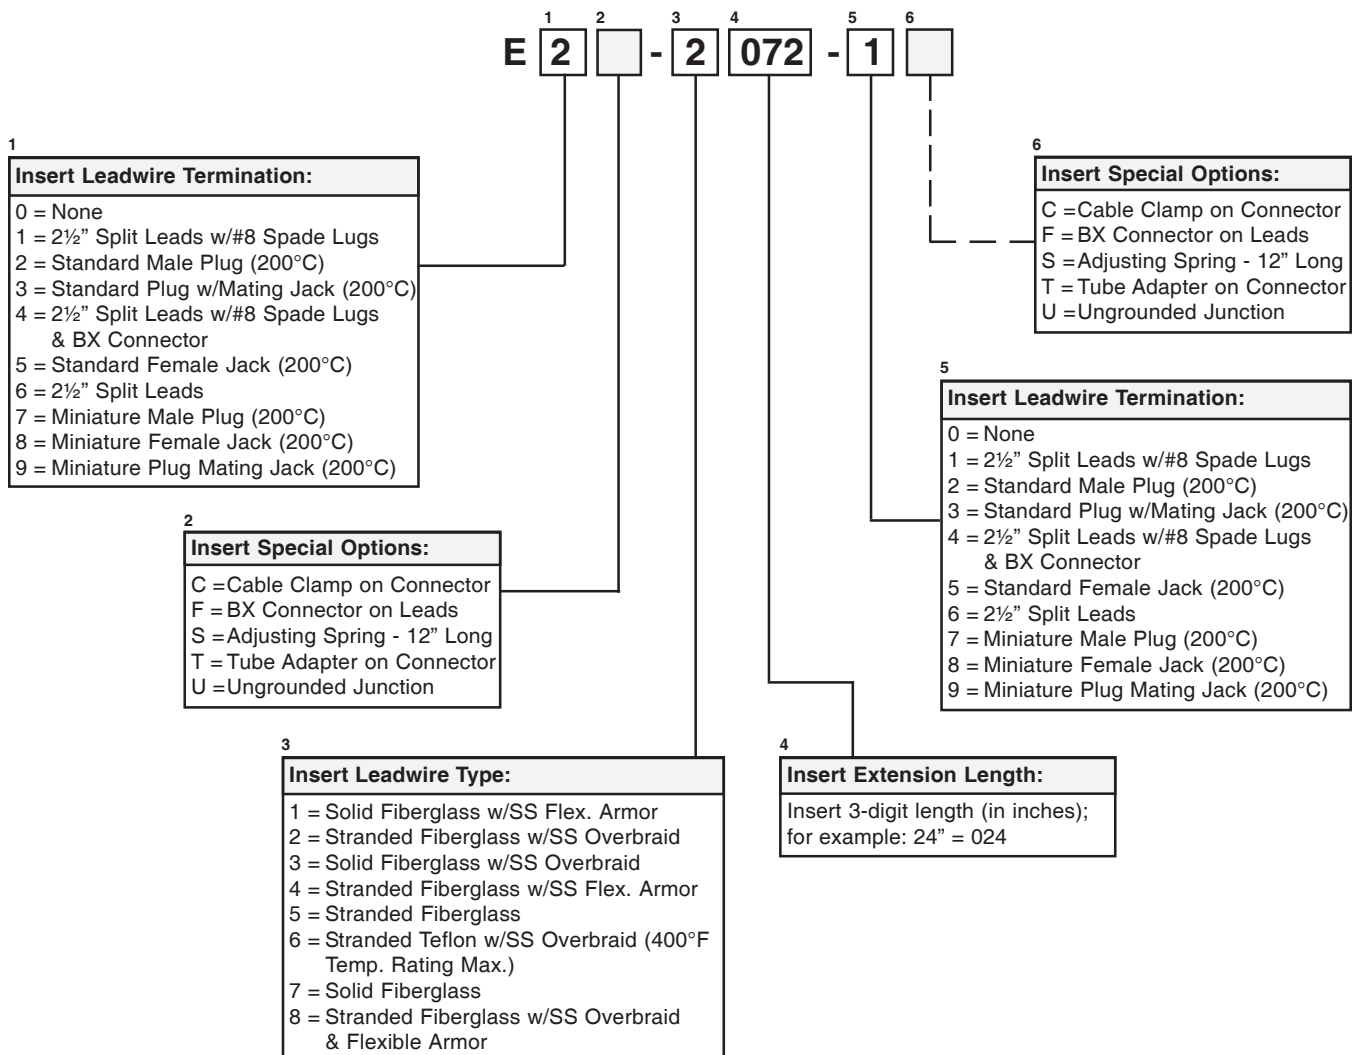 1 2 3 4 5 6
E 2 - 2 072 - 1
1
Insert Leadwire Termination:
0 = None
1 = 2½” Split Leads w/#8 Spade Lugs
2 = Standard Male Plug (200°C)
3 = Standard Plug w/Mating Jack (200°C)
4 = 2½” Split Leads w/#8 Spade Lugs
& BX Connector
5 = Standard Female Jack (200°C)
6 = 2½” Split Leads
7 = Miniature Male Plug (200°C)
8 = Miniature Female Jack (200°C)
9 = Miniature Plug Mating Jack (200°C)
6
Insert Special Options:
C =Cable Clamp on Connector
F =BX Connector on Leads
S =Adjusting Spring - 12” Long
T =Tube Adapter on Connector
U =Ungrounded Junction
5
Insert Leadwire Termination:
0 = None
1 = 2½” Split Leads w/#8 Spade Lugs
2 = Standard Male Plug (200°C)
3 = Standard Plug w/Mating Jack (200°C)
4 = 2½” Split Leads w/#8 Spade Lugs
& BX Connector
5 = Standard Female Jack (200°C)
6 = 2½” Split Leads
7 = Miniature Male Plug (200°C)
8 = Miniature Female Jack (200°C)
9 = Miniature Plug Mating Jack (200°C)
2
Insert Special Options:
C =Cable Clamp on Connector
F =BX Connector on Leads
S =Adjusting Spring - 12” Long
T =Tube Adapter on Connector
U =Ungrounded Junction
3
Insert Leadwire Type:
1 = Solid Fiberglass w/SS Flex. Armor
2 = Stranded Fiberglass w/SS Overbraid
3 = Solid Fiberglass w/SS Overbraid
4 = Stranded Fiberglass w/SS Flex. Armor
5 = Stranded Fiberglass
6 = Stranded Teflon w/SS Overbraid (400°F
Temp. Rating Max.)
7 = Solid Fiberglass
8 = Stranded Fiberglass w/SS Overbraid
& Flexible Armor
4
Insert Extension Length:
Insert 3-digit length (in inches);
for example: 24” = 024